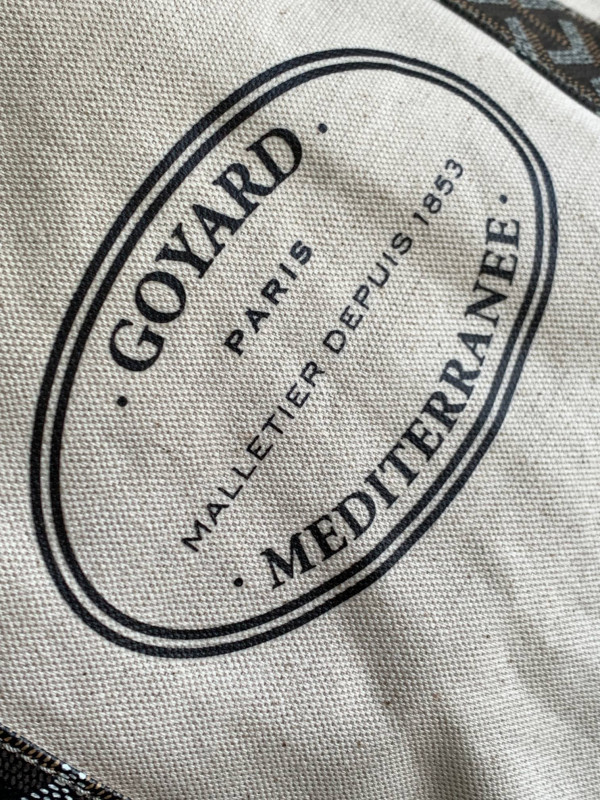 • GOYARD •
PARIS
MALLETIER DEPUIS 1853
• MEDITERRANEE •